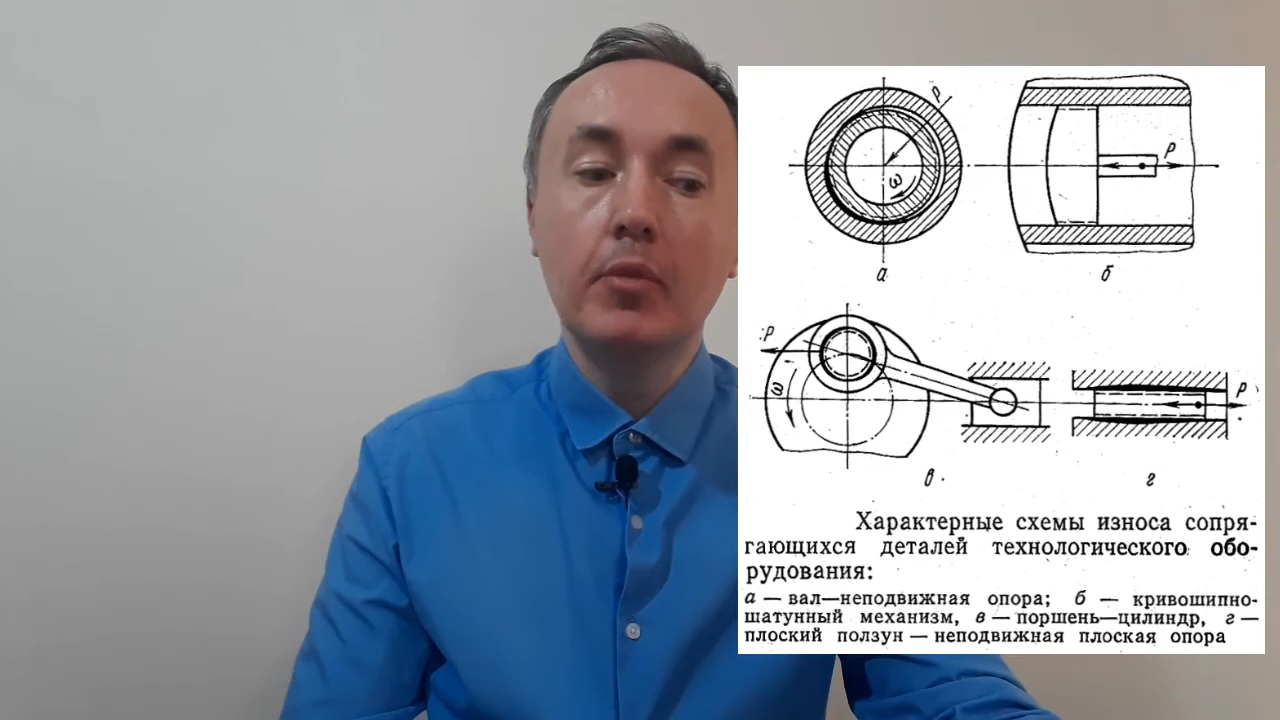 P
ω
P
а
б
P
ω
P
в
г
Характерные схемы износа сопря-
гающихся деталей технологического обо-
рудования:
а — вал—неподвижная опора; б — кривошипно-
шатунный механизм, в — поршень—цилиндр, г —
плоский ползун — неподвижная плоская опора